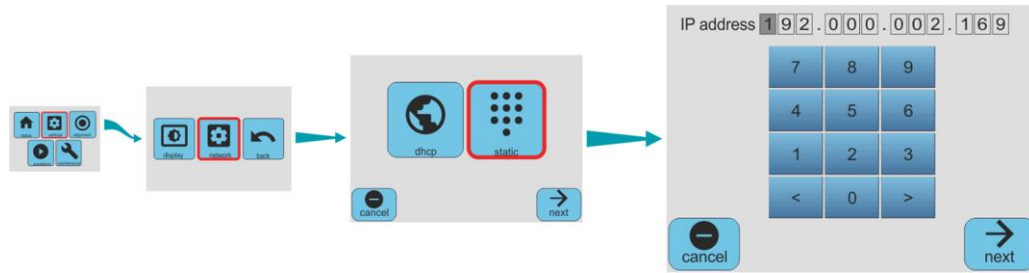 IP address 192.000.002.169
7 8 9
4 5 6
1 2 3
< 0 >
cancel
next
dhcp
static
cancel
next
display
network
back
settings